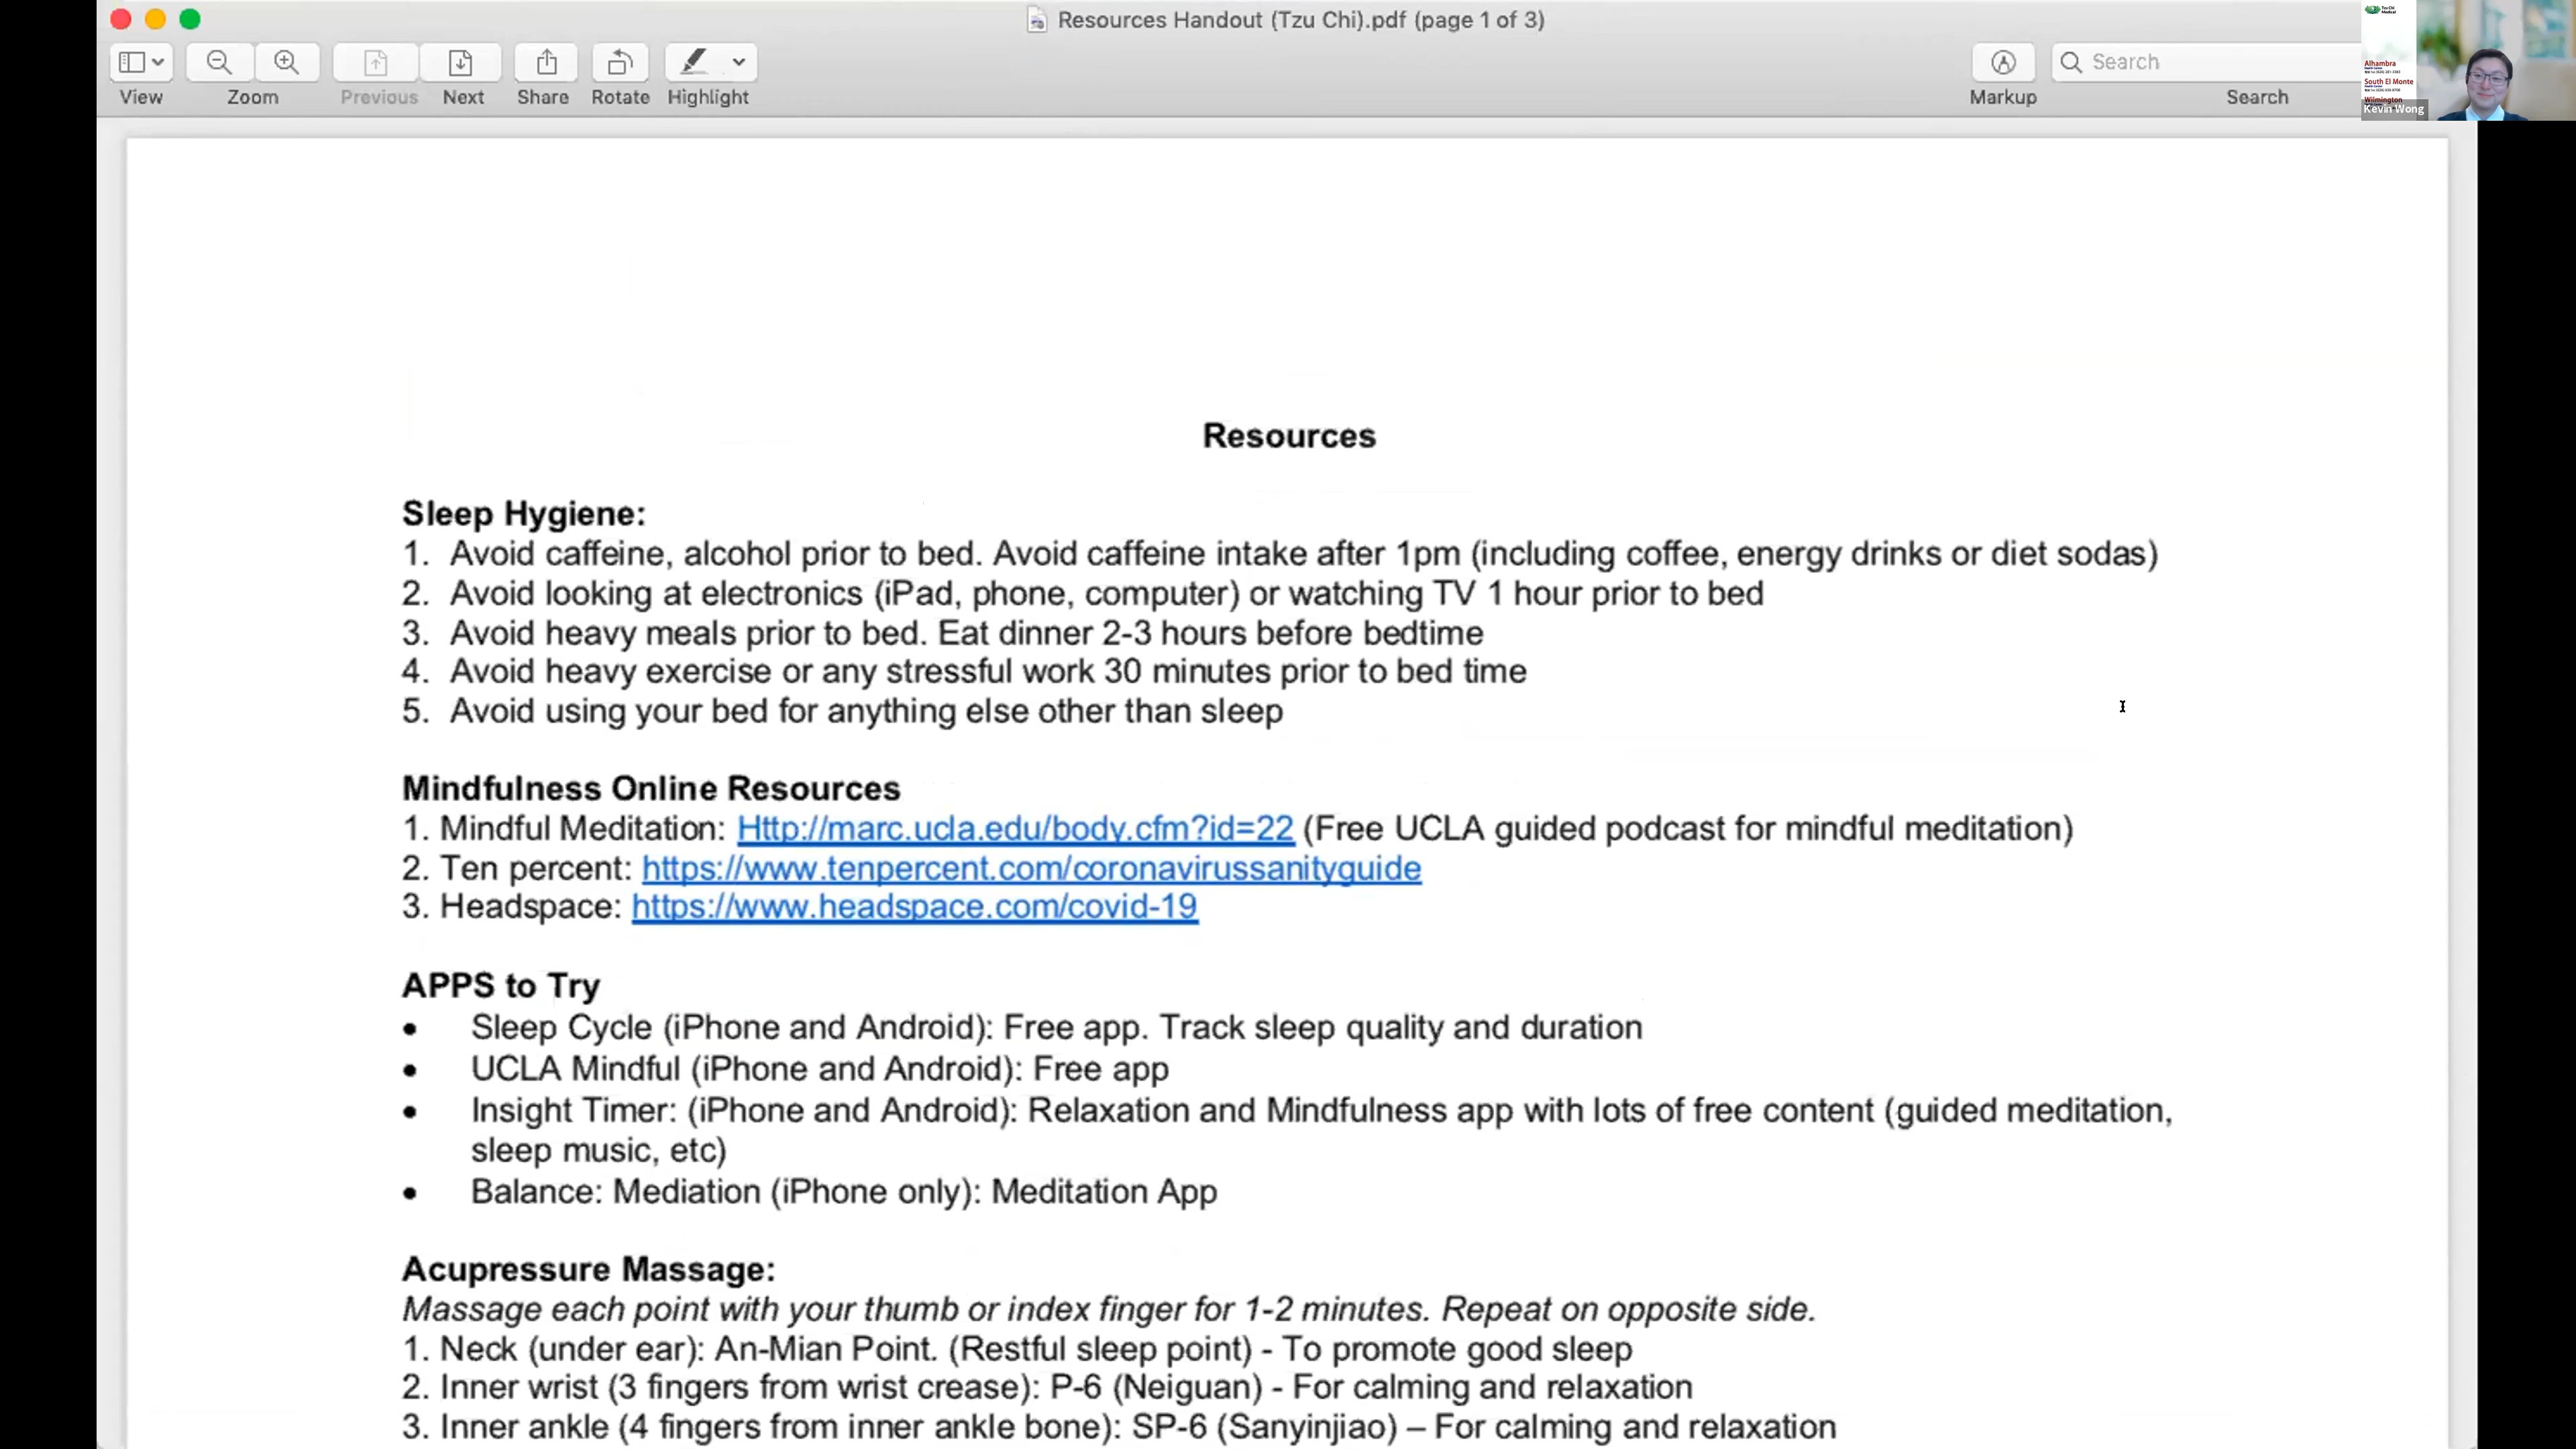 Resources Handout (Tzu Chi).pdf (page 1 of 3)
View
Zoom
Previous
Next
Share
Rotate
Highlight
Markup
Search
Search
Tzu Chi
Medical
Alhambra
South El Monte
Wilmington
Kevin Wong
Resources
Sleep Hygiene:
1. Avoid caffeine, alcohol prior to bed. Avoid caffeine intake after 1pm (including coffee, energy drinks or diet sodas)
2. Avoid looking at electronics (iPad, phone, computer) or watching TV 1 hour prior to bed
3. Avoid heavy meals prior to bed. Eat dinner 2-3 hours before bedtime
4. Avoid heavy exercise or any stressful work 30 minutes prior to bed time
5. Avoid using your bed for anything else other than sleep
Mindfulness Online Resources
1. Mindful Meditation: Http://marc.ucla.edu/body.cfm?id=22 (Free UCLA guided podcast for mindful meditation)
2. Ten percent: https://www.tenpercent.com/coronavirussanityguide
3. Headspace: https://www.headspace.com/covid-19
APPS to Try
• Sleep Cycle (iPhone and Android): Free app. Track sleep quality and duration
• UCLA Mindful (iPhone and Android): Free app
• Insight Timer: (iPhone and Android): Relaxation and Mindfulness app with lots of free content (guided meditation,
sleep music, etc)
• Balance: Mediation (iPhone only): Meditation App
Acupressure Massage:
Massage each point with your thumb or index finger for 1-2 minutes. Repeat on opposite side.
1. Neck (under ear): An-Mian Point. (Restful sleep point) - To promote good sleep
2. Inner wrist (3 fingers from wrist crease): P-6 (Neiguan) - For calming and relaxation
3. Inner ankle (4 fingers from inner ankle bone): SP-6 (Sanyinjiao) – For calming and relaxation